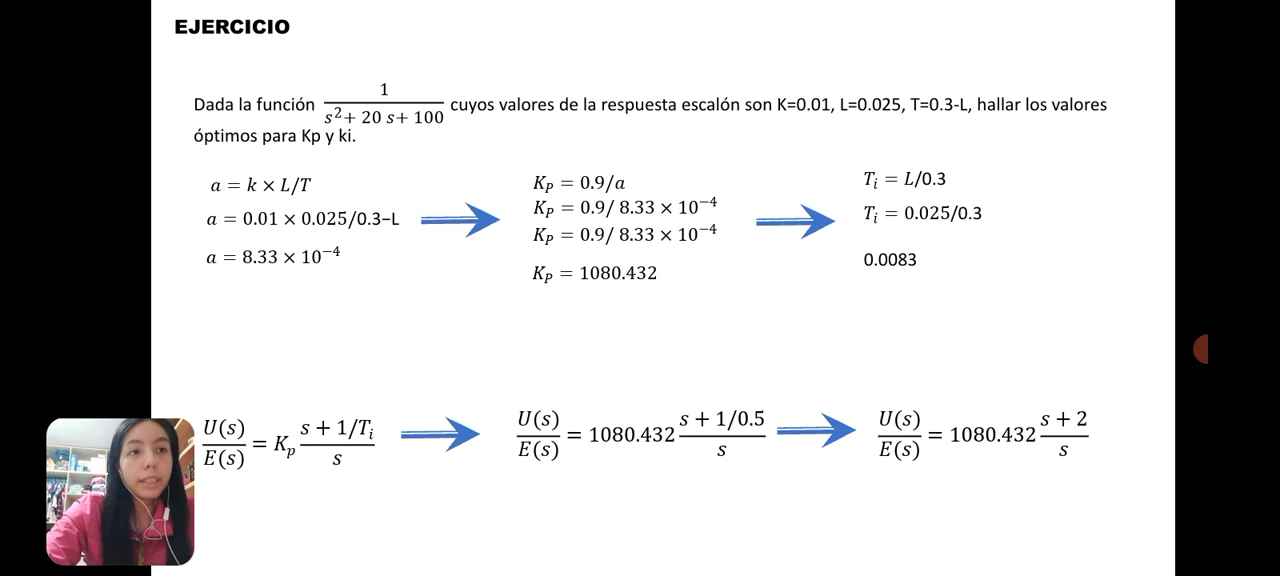 EJERCICIO
Dada la función 1 / s² + 20 s + 100 cuyos valores de la respuesta escalón son K=0.01, L=0.025, T=0.3-L, hallar los valores
óptimos para Kp y ki.
a = k × L/T
a = 0.01 × 0.025/0.3−L
a = 8.33 × 10⁻⁴
K_P = 0.9/a
K_P = 0.9/ 8.33 × 10⁻⁴
K_P = 0.9/ 8.33 × 10⁻⁴
K_P = 1080.432
T_i = L/0.3
T_i = 0.025/0.3
0.0083
U(s)/E(s) = K_p s + 1/T_i / s
U(s)/E(s) = 1080.432 s + 1/0.5 / s
U(s)/E(s) = 1080.432 s + 2 / s